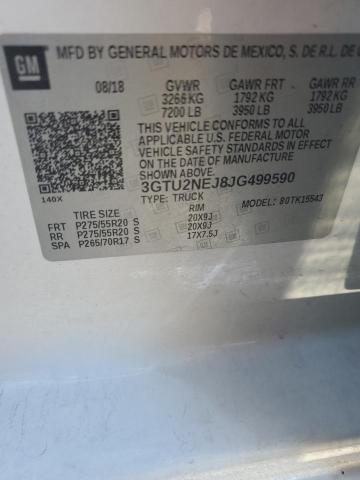 GM
MFD BY GENERAL MOTORS DE MEXICO, S. DE R.L. DE
08/18 GVWR GAWR FRT GAWR RR
3266 KG 1792 KG 1792 KG
7200 LB 3950 LB 3950 LB
THIS VEHICLE CONFORMS TO ALL
APPLICABLE U.S. FEDERAL MOTOR
VEHICLE SAFETY STANDARDS IN
EFFECT ON THE DATE OF MANUFACTURE
SHOWN ABOVE.
140X 3GTU2NEJ8JG499590
TYPE: TRUCK MODEL: 80TK15543
TIRE SIZE RIM
FRT P275/55R20 S 20X9J
RR P275/55R20 S 20X9J
SPA P265/70R17 S 17X7.5J